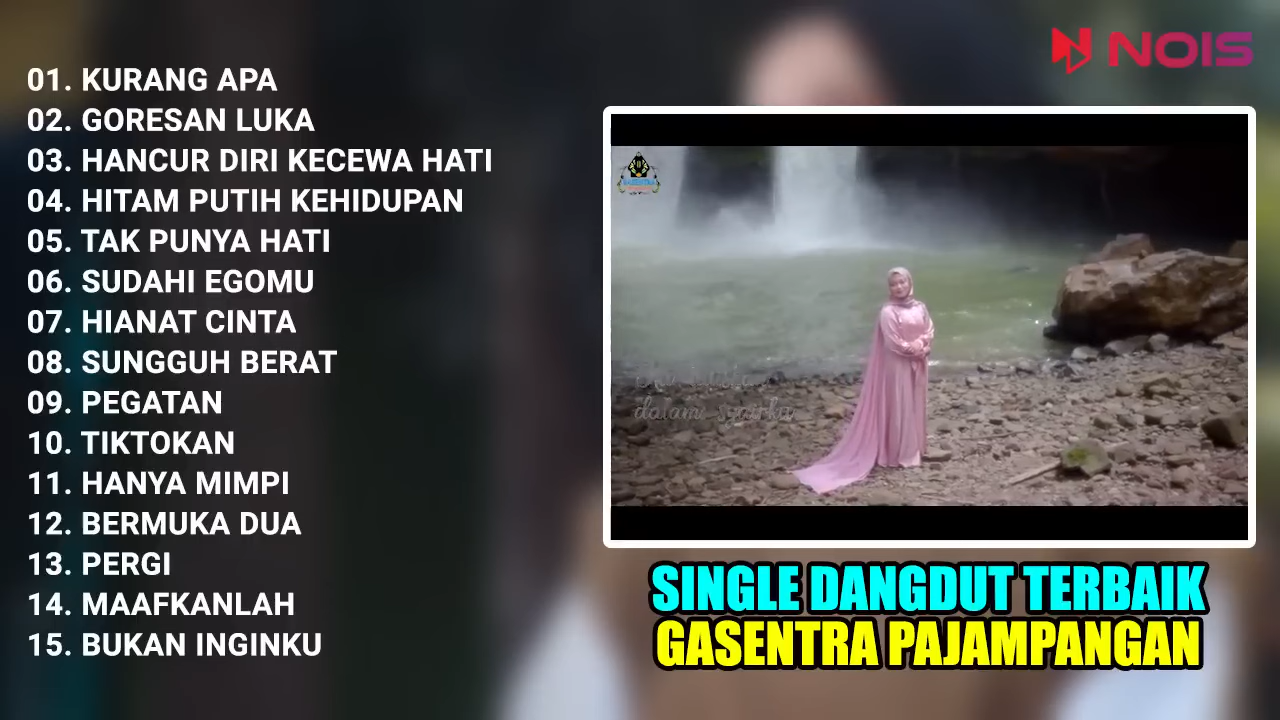 NOIS
01. KURANG APA
02. GORESAN LUKA
03. HANCUR DIRI KECEWA HATI
04. HITAM PUTIH KEHIDUPAN
05. TAK PUNYA HATI
06. SUDAHI EGOMU
07. HIANAT CINTA
08. SUNGGUH BERAT
09. PEGATAN
10. TIKTOKAN
11. HANYA MIMPI
12. BERMUKA DUA
13. PERGI
14. MAAFKANLAH
15. BUKAN INGINKU
dalam syairku
SINGLE DANGDUT TERBAIK
GASENTRA PAJAMPANGAN